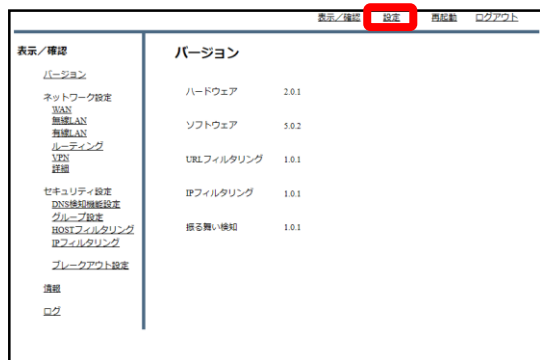 表示／確認 設定 再起動 ログアウト
表示／確認
バージョン
ネットワーク設定
WAN
無線LAN
有線LAN
ルーティング
VPN
詳細
セキュリティ設定
DNS検知機能設定
グループ設定
HOSTフィルタリング
IPフィルタリング
ブレークアウト設定
情報
ログ
バージョン
ハードウェア 2.0.1
ソフトウェア 5.0.2
URLフィルタリング 1.0.1
IPフィルタリング 1.0.1
振る舞い検知 1.0.1